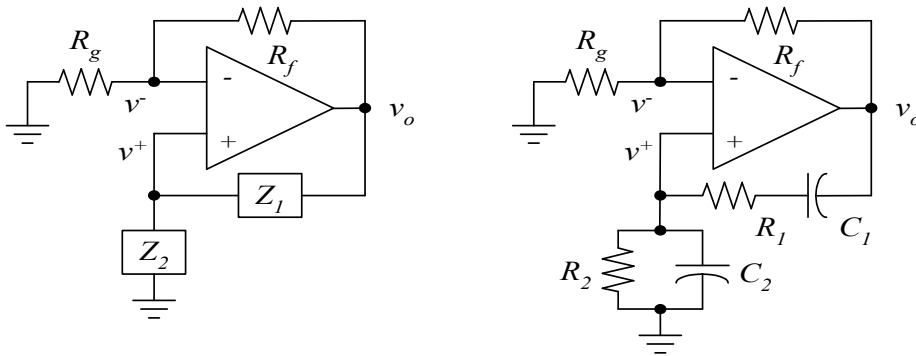 R_g
R_f
-
v^-
v_o
v^+
+
Z_1
Z_2
R_g
R_f
-
v^-
v_o
v^+
+
R_1
C_1
R_2
C_2